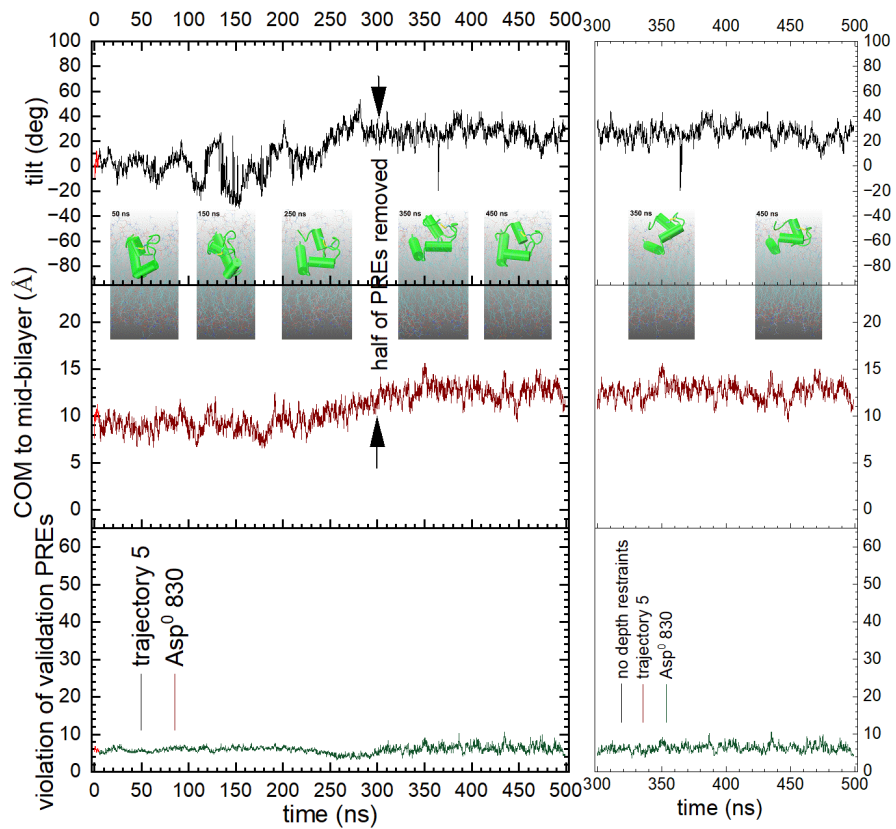 0 50 100 150 200 250 300 350 400 450 500
300 350 400 450 500
100
80
60
40
20
0
−20
−40
−60
−80
tilt (deg)
100
80
60
40
20
0
−20
−40
−60
−80
50 ns
150 ns
250 ns
350 ns
450 ns
350 ns
450 ns
half of PREs removed
20
15
10
5
0
COM to mid-bilayer (Å)
20
15
10
5
0
60
50
40
30
20
10
0
violation of validation PREs
trajectory 5
Asp⁰ 830
no depth restraints
trajectory 5
Asp⁰ 830
60
50
40
30
20
10
0
0 50 100 150 200 250 300 350 400 450 500
time (ns)
300 350 400 450 500
time (ns)